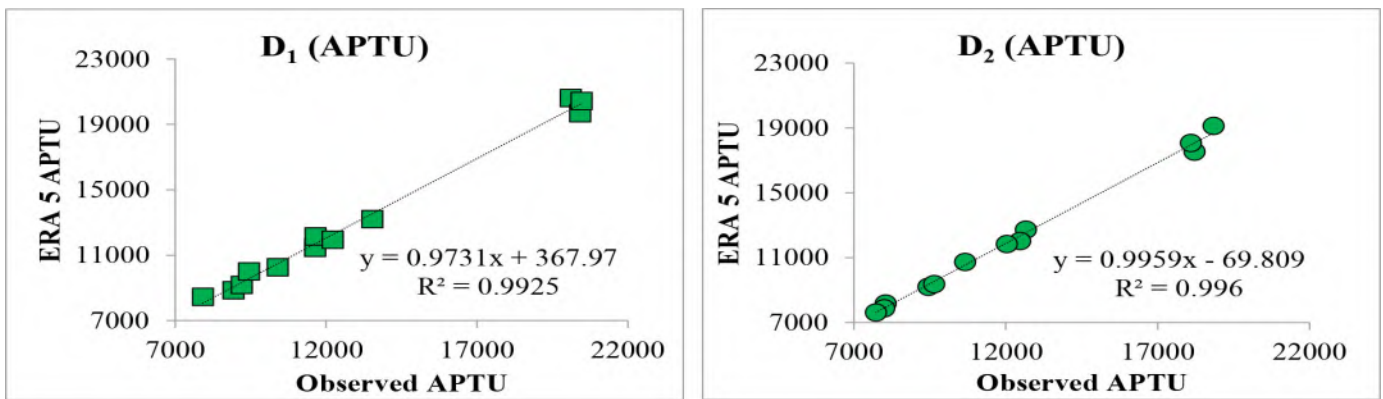 D₁ (APTU)
23000
19000
15000
11000
7000
ERA 5 APTU
y = 0.9731x + 367.97
R² = 0.9925
7000 12000 17000 22000
Observed APTU
D₂ (APTU)
23000
19000
15000
11000
7000
ERA 5 APTU
y = 0.9959x - 69.809
R² = 0.996
7000 12000 17000 22000
Observed APTU